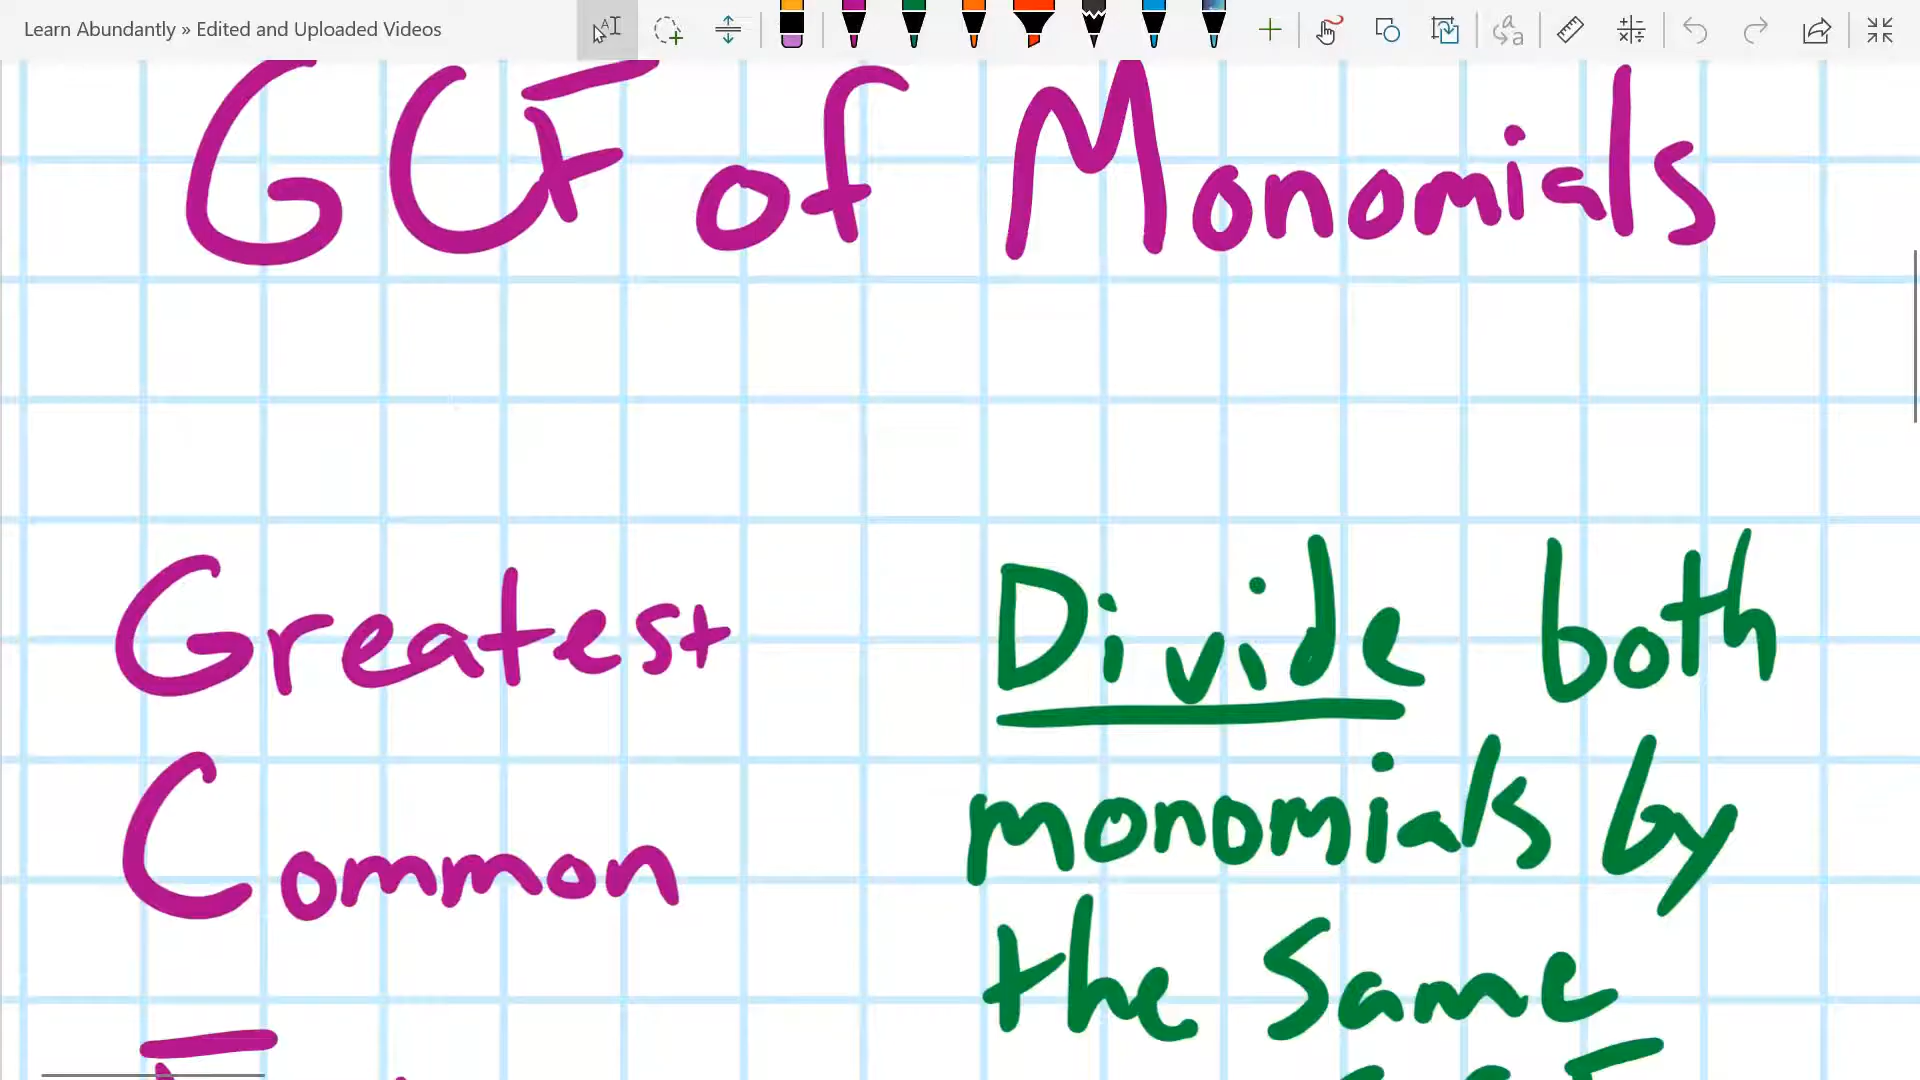 Learn Abundantly » Edited and Uploaded Videos
GCF of Monomials
Greatest
Common
Divide both
monomials by
the Same